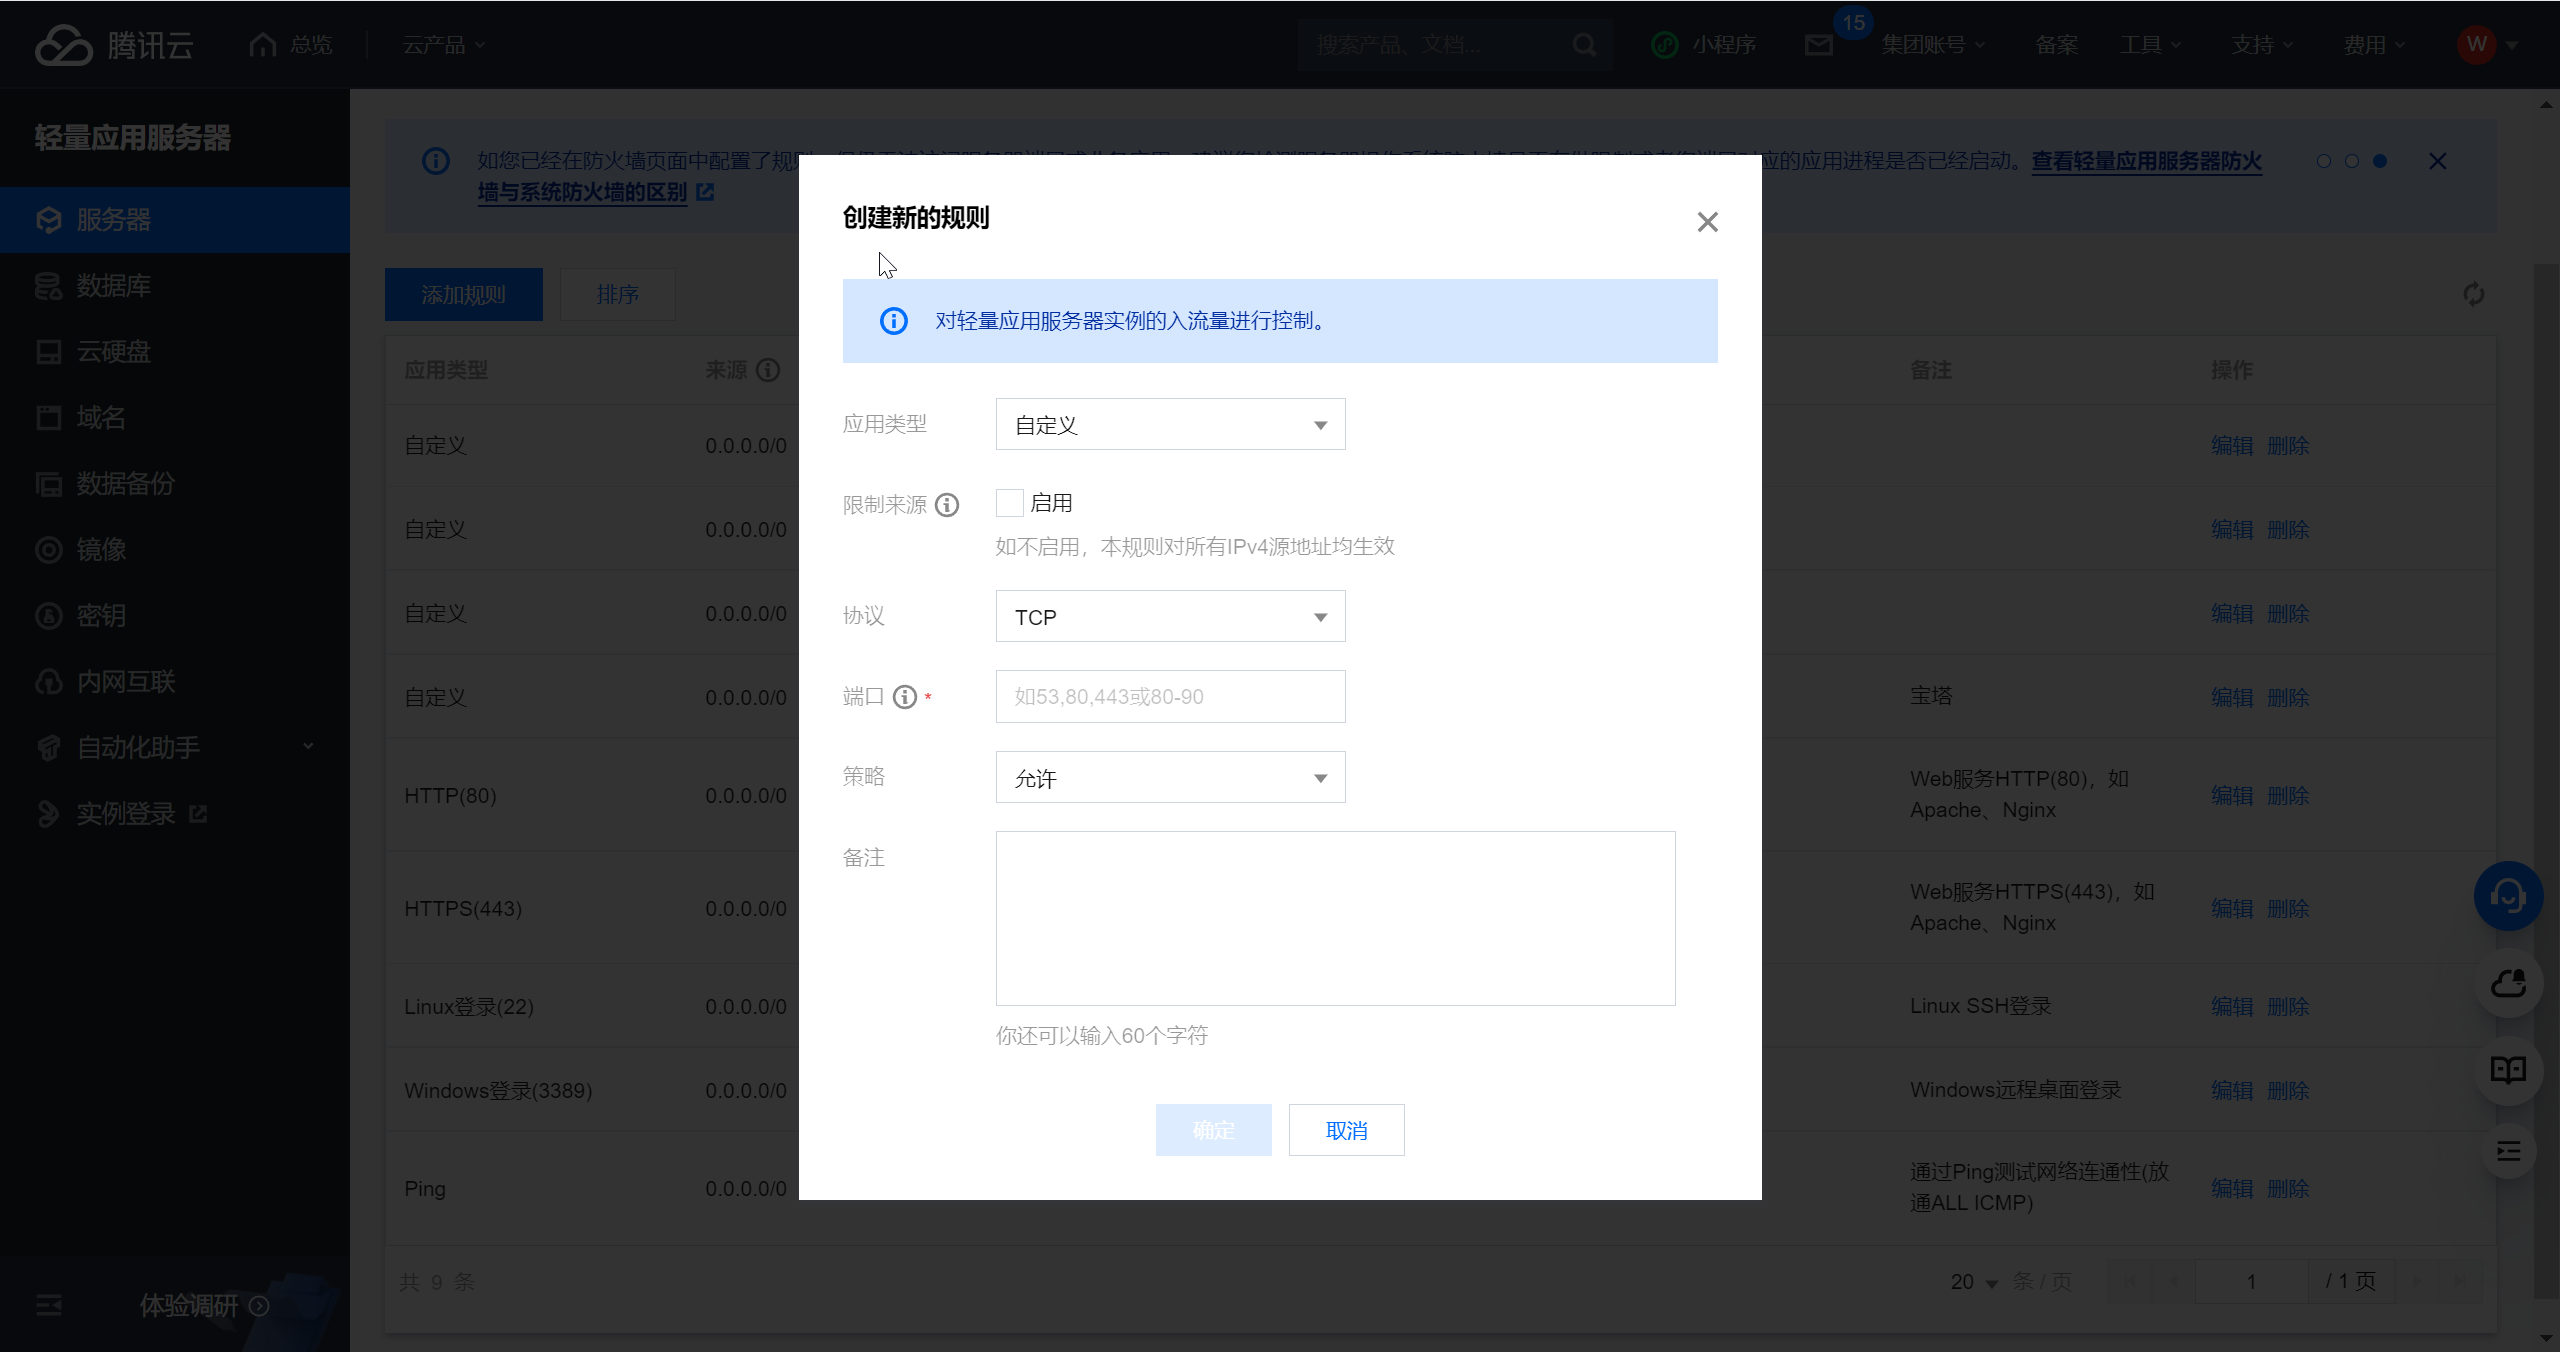 腾讯云
总览
云产品
搜索产品、文档...
小程序
15
集团账号
备案
工具
支持
费用
W
轻量应用服务器
服务器
数据库
云硬盘
域名
数据备份
镜像
密钥
内网互联
自动化助手
实例登录
体验调研
如您已经在防火墙页面中配置了规则
应的应用进程是否已经启动。查看轻量应用服务器防火
墙与系统防火墙的区别
添加规则
排序
应用类型
来源
备注
操作
自定义
0.0.0.0/0
编辑 删除
自定义
0.0.0.0/0
编辑 删除
自定义
0.0.0.0/0
编辑 删除
自定义
0.0.0.0/0
宝塔
编辑 删除
HTTP(80)
0.0.0.0/0
Web服务HTTP(80)，如
Apache、Nginx
编辑 删除
HTTPS(443)
0.0.0.0/0
Web服务HTTPS(443)，如
Apache、Nginx
编辑 删除
Linux登录(22)
0.0.0.0/0
Linux SSH登录
编辑 删除
Windows登录(3389)
0.0.0.0/0
Windows远程桌面登录
编辑 删除
Ping
0.0.0.0/0
通过Ping测试网络连通性(放
通ALL ICMP)
编辑 删除
共 9 条
20
条 / 页
1
/ 1 页
创建新的规则
对轻量应用服务器实例的入流量进行控制。
应用类型
自定义
限制来源
启用
如不启用，本规则对所有IPv4源地址均生效
协议
TCP
端口 *
如53,80,443或80-90
策略
允许
备注
你还可以输入60个字符
确定
取消